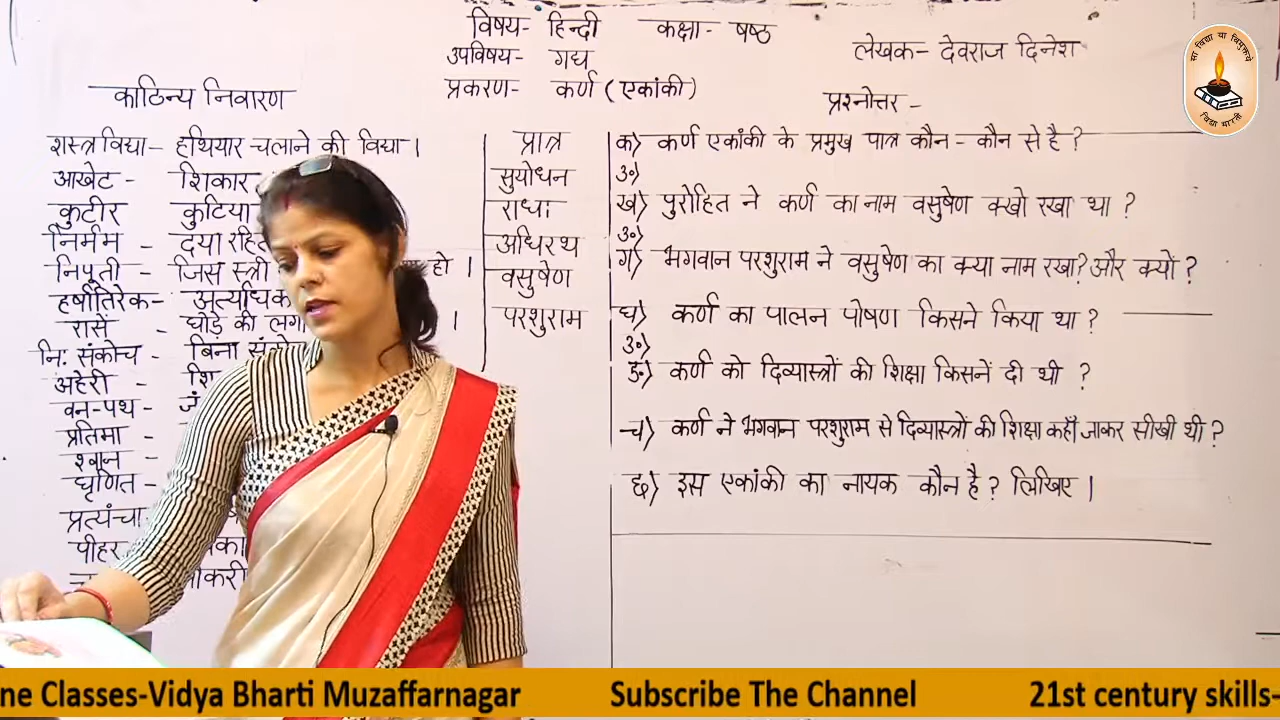 विषय- हिन्दी कक्षा- षष्ठ
उपविषय- गद्य
लेखक- देवराज दिनेश
प्रकरण- कर्ण (एकांकी)
सा विद्या या विमुक्तये
विद्या भारती
काठिन्य निवारण
शस्त्र विद्या- हथियार चलाने की विद्या।
आखेट - शिकार
कुटीर कुटिया
निर्मम - दया रहित
निपूती - जिस स्त्री हो।
हर्षातिरेक- अत्यधिक
रासें - घोड़े की लगा ।
नि: संकोच - बिना
अहेरी - शि
वन-पथ -
प्रतिमा -
श्वान -
घृणित -
प्रत्यंचा
पीहर
प्रात्र
सुयोधन
राधा
अधिरथ
वसुषेण
परशुराम
प्रश्नोत्तर -
क) कर्ण एकांकी के प्रमुख पात्र कौन - कौन से है ?
उ०)
ख) पुरोहित ने कर्ण का नाम वसुषेण क्यो रखा था ?
उ०)
ग) भगवान परशुराम ने वसुषेण का क्या नाम रखा? और क्यों ?
घ) कर्ण का पालन पोषण किसने किया था ?
उ०)
ङ) कर्ण को दिव्यास्त्रों की शिक्षा किसनें दी थी ?
च) कर्ण ने भगवान परशुराम से दिव्यास्त्रों की शिक्षा कहाँ जाकर सीखी थी ?
छ) इस एकांकी का नायक कौन है ? लिखिए ।
ne Classes-Vidya Bharti Muzaffarnagar Subscribe The Channel 21st century skills-